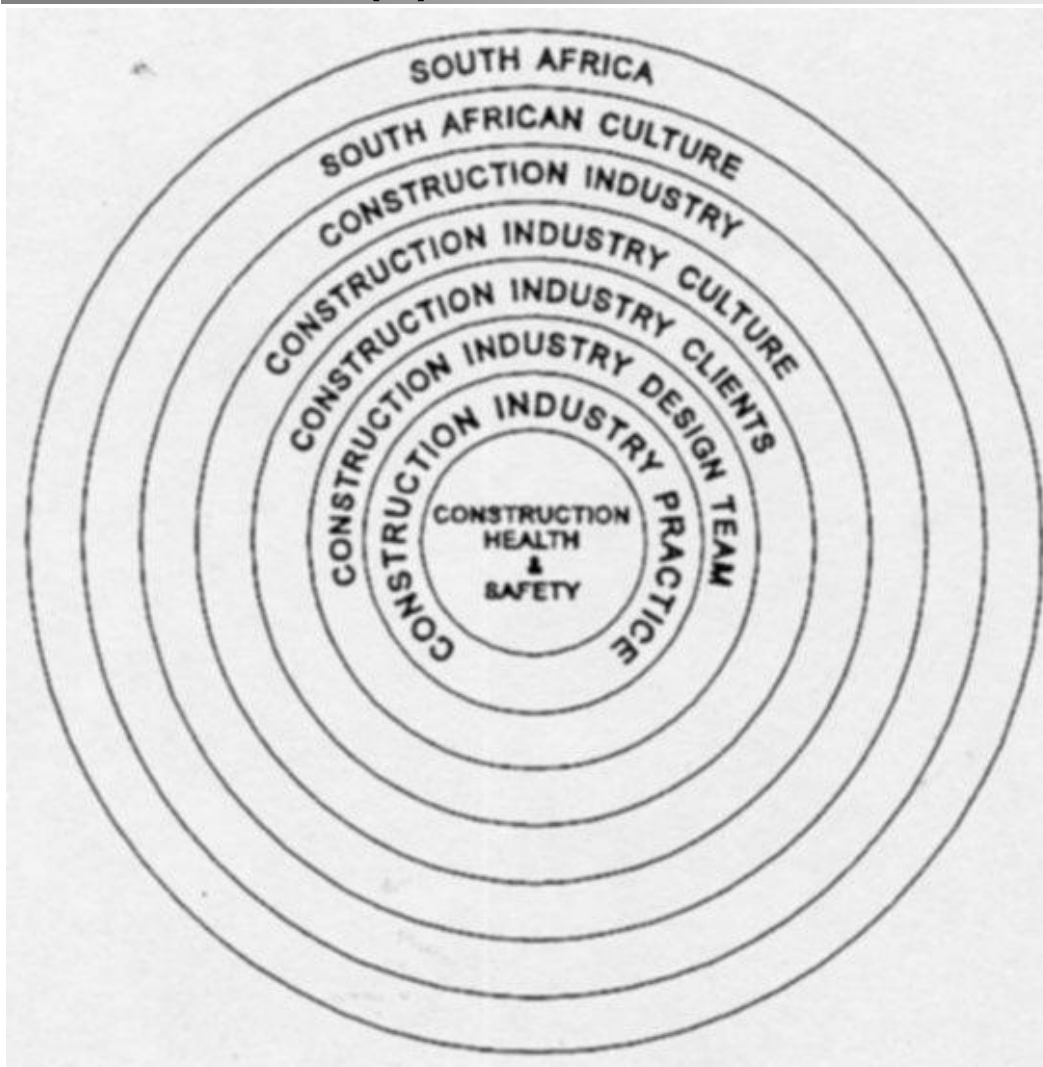 SOUTH AFRICA
SOUTH AFRICAN CULTURE
CONSTRUCTION INDUSTRY
CONSTRUCTION INDUSTRY CULTURE
CONSTRUCTION INDUSTRY CLIENTS
CONSTRUCTION INDUSTRY DESIGN TEAM
CONSTRUCTION INDUSTRY PRACTICE
CONSTRUCTION
HEALTH
&
SAFETY